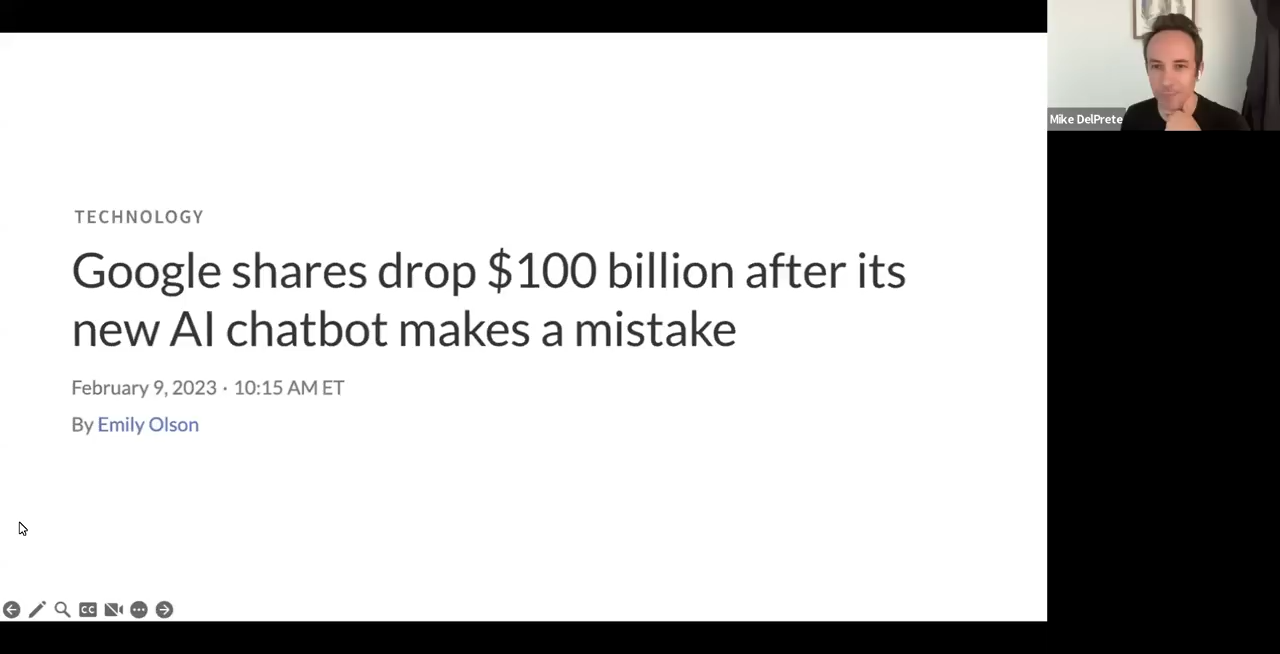 TECHNOLOGY
Google shares drop $100 billion after its
new AI chatbot makes a mistake
February 9, 2023 · 10:15 AM ET
By Emily Olson
Mike DelPrete
CC